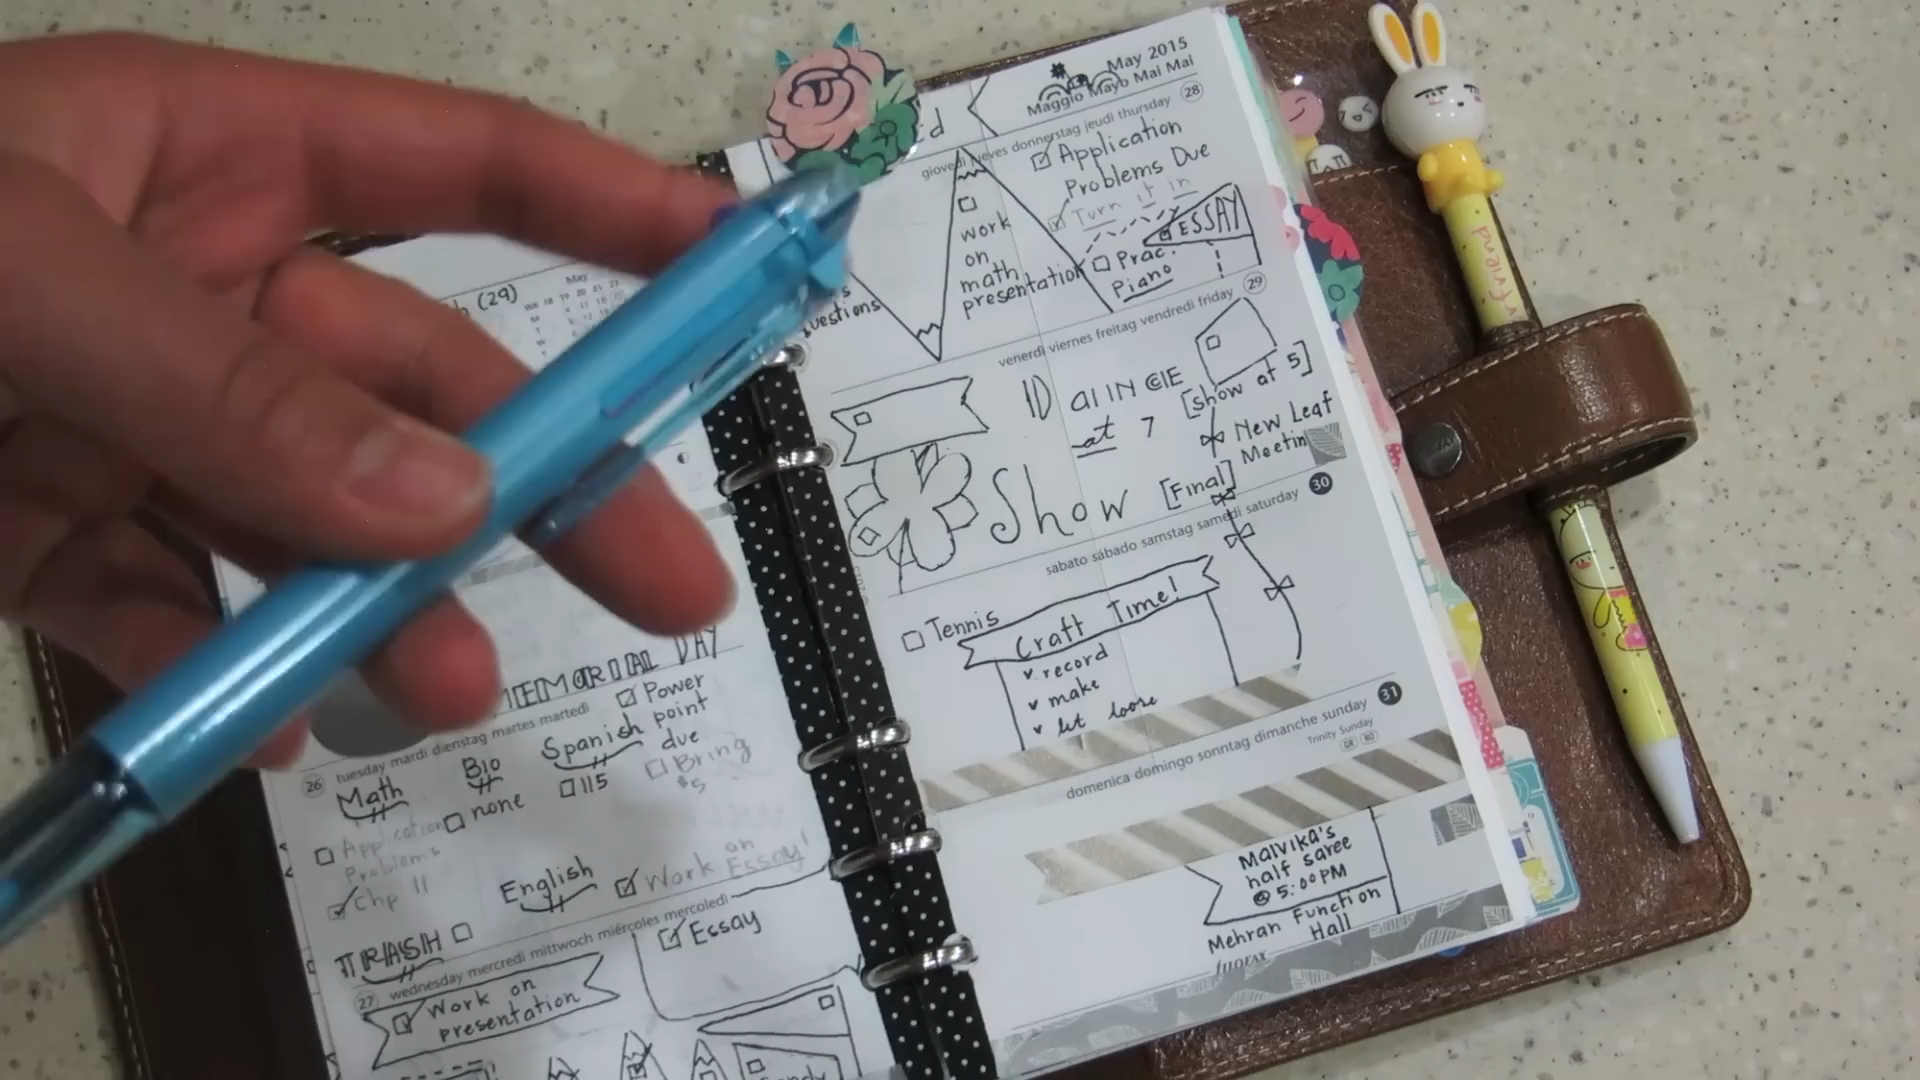 (29)
May
MEMORIAL DAY
26 tuesday mardi dienstag martes martedì
Math
Bio
Spanish
Power
point
due
Application
Problems
none
115
Bring
$5
Chp 11
English
Work on
Essay!
TRASH
27 wednesday mercredi mittwoch miércoles mercoledì
Work on
presentation
Essay
May 2015
Maggio Mayo Mai Mai
giovedì jueves donnerstag jeudi thursday 28
work
on
math
presentation
Application
Problems Due
Turn it in
ESSAY
Prac.
Piano
venerdì viernes freitag vendredi friday 29
DANCE
at 7
[show at 5]
New Leaf
Show [Final]
sabato sábado samstag samedi saturday 30
Tennis
Craft Time!
record
make
let loose
domenica domingo sonntag dimanche sunday 31
Trinity Sunday
Malvika's
half saree
@ 5:00 PM
Mehran Function
Hall
filofax